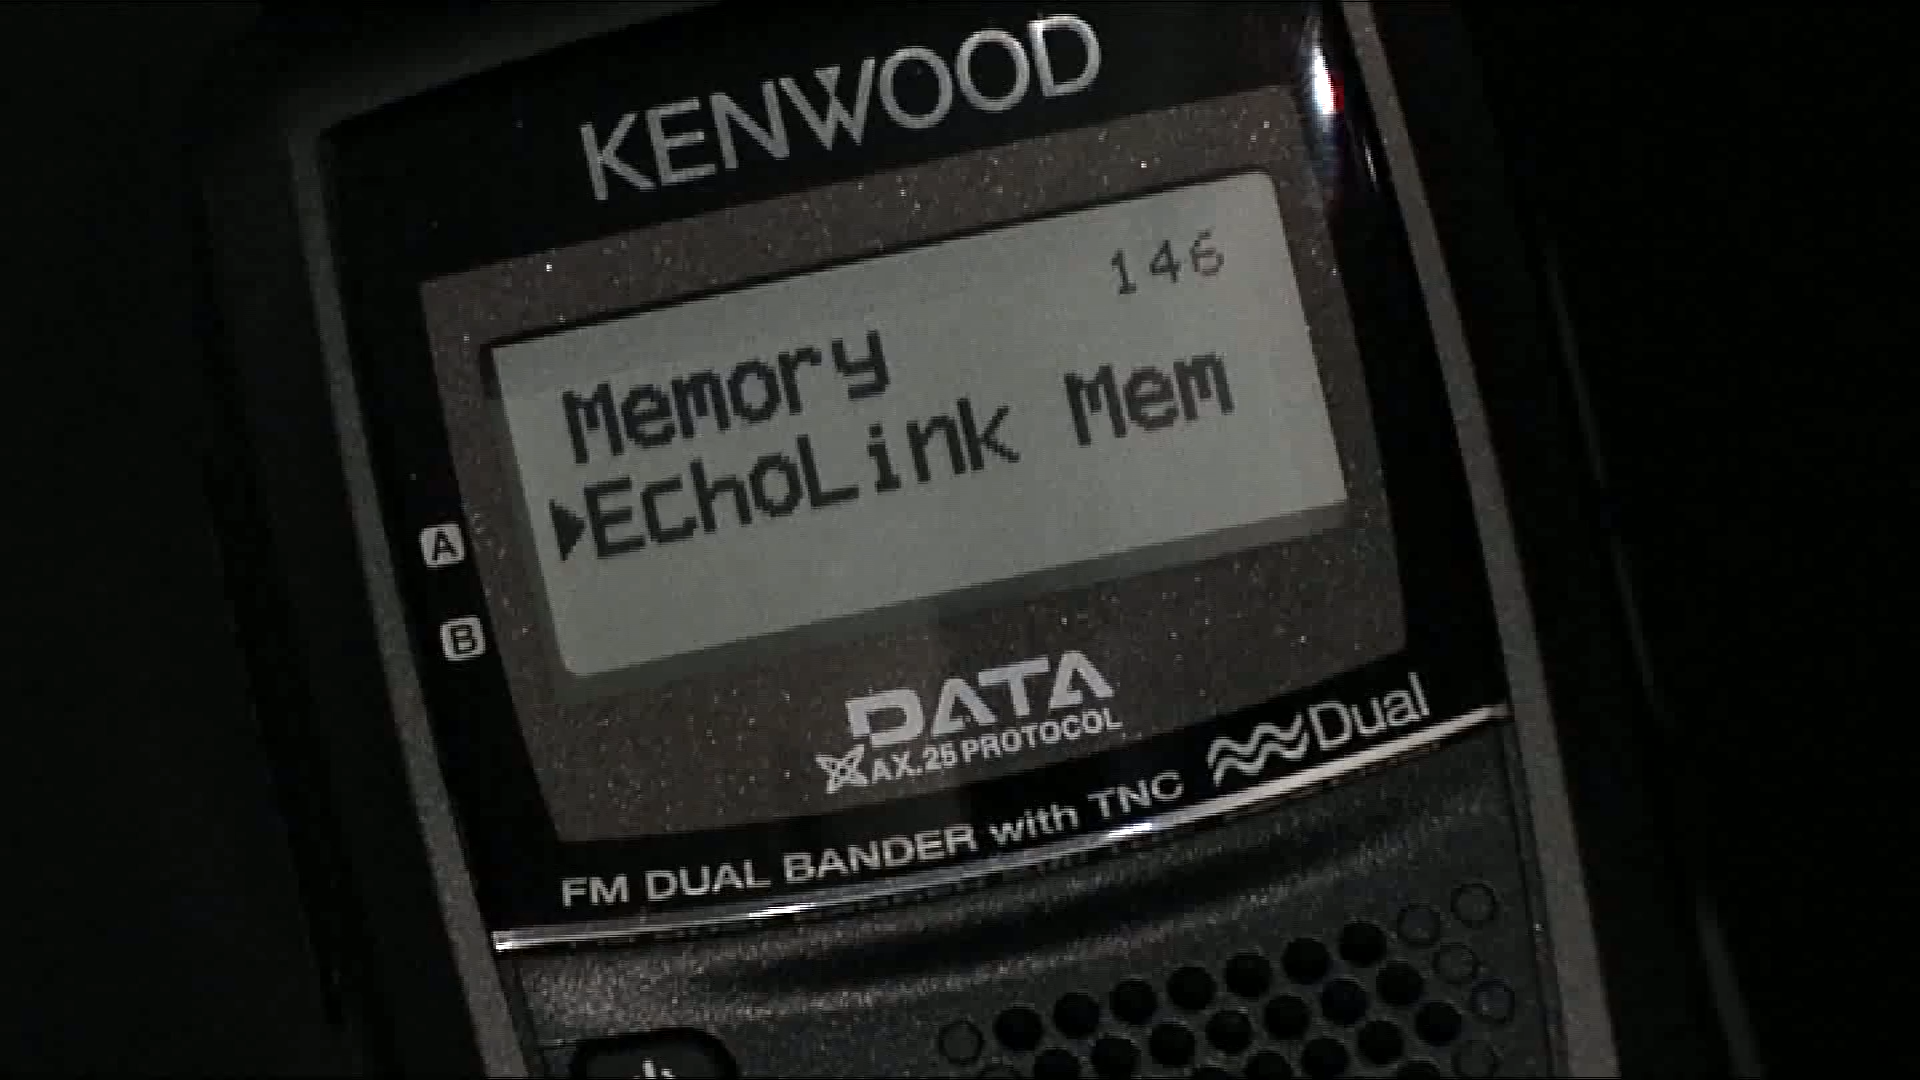 KENWOOD
146
Memory
▶EchoLink Mem
A
B
DATA
AX.25 PROTOCOL
Dual
FM DUAL BANDER with TNC